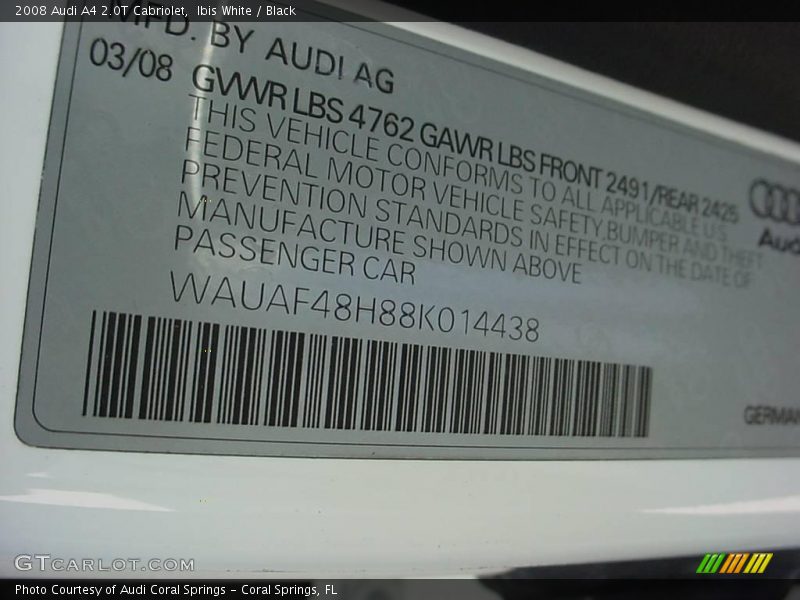 2008 Audi A4 2.0T Cabriolet, Ibis White / Black
MFD. BY AUDI AG
03/08 GVWR LBS 4762 GAWR LBS FRONT 2491/REAR 2425
THIS VEHICLE CONFORMS TO ALL APPLICABLE U.S.
FEDERAL MOTOR VEHICLE SAFETY, BUMPER AND THEFT
PREVENTION STANDARDS IN EFFECT ON THE DATE OF
MANUFACTURE SHOWN ABOVE
PASSENGER CAR
WAUAF48H88K014438
Audi
GERMAN
GTCARLOT.COM
Photo Courtesy of Audi Coral Springs - Coral Springs, FL